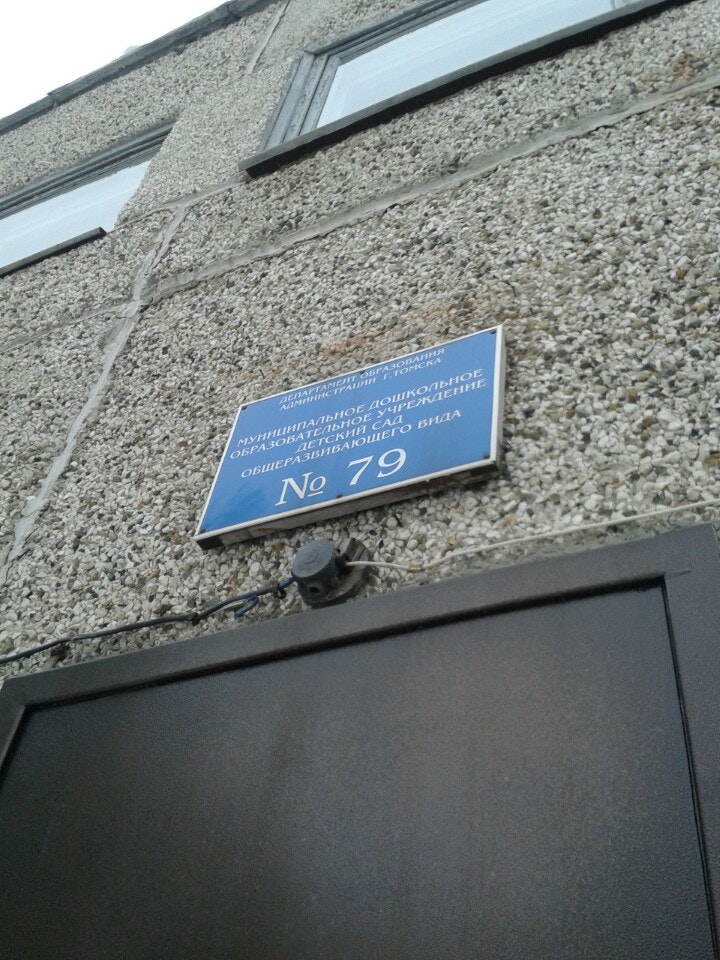 ДЕПАРТАМЕНТ ОБРАЗОВАНИЯ
АДМИНИСТРАЦИИ Г.ТОМСКА
МУНИЦИПАЛЬНОЕ ДОШКОЛЬНОЕ
ОБРАЗОВАТЕЛЬНОЕ УЧРЕЖДЕНИЕ
ДЕТСКИЙ САД
ОБЩЕРАЗВИВАЮЩЕГО ВИДА
№ 79